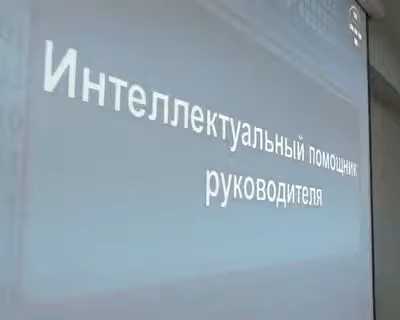 Интеллектуальный помощник
руководителя